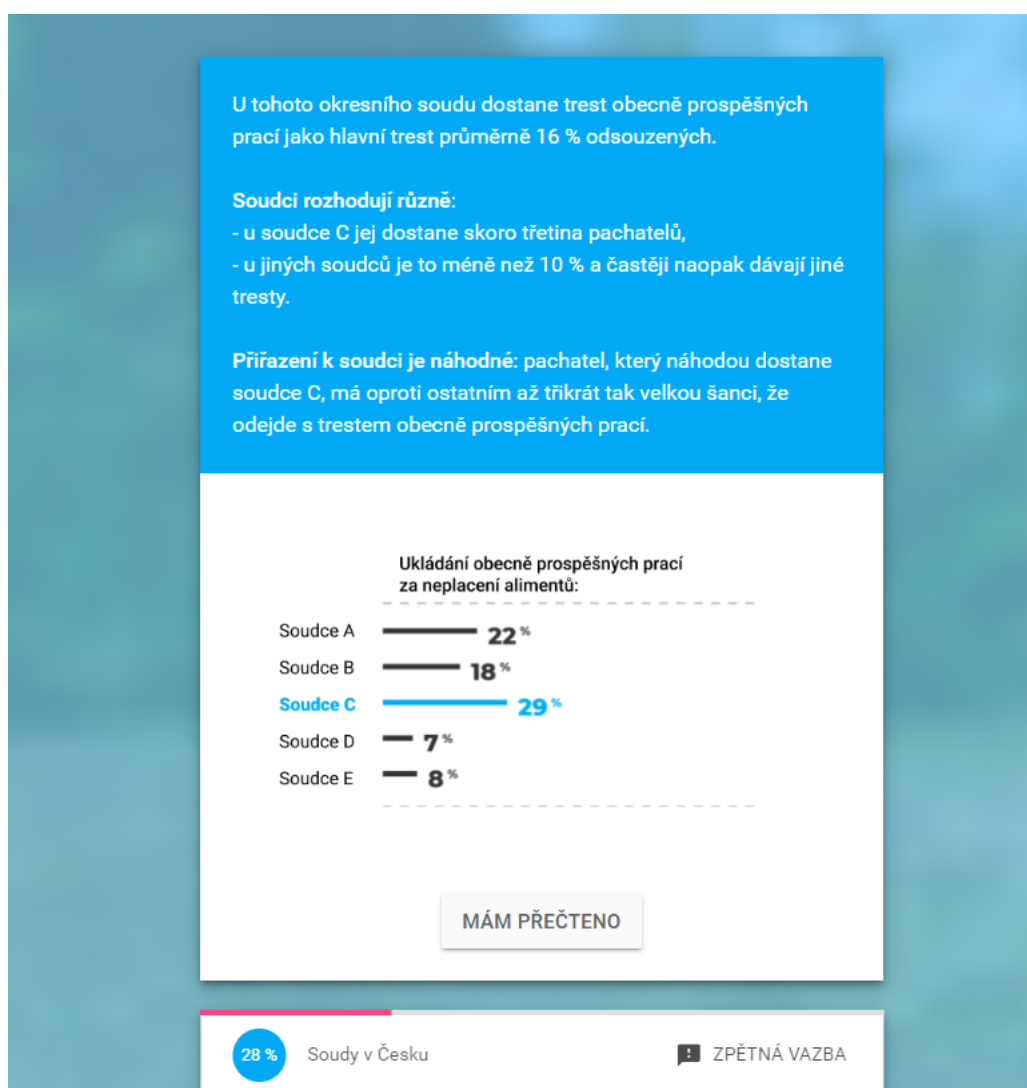 U tohoto okresního soudu dostane trest obecně prospěšných
prací jako hlavní trest průměrně 16 % odsouzených.
Soudci rozhodují různě:
- u soudce C jej dostane skoro třetina pachatelů,
- u jiných soudců je to méně než 10 % a častěji naopak dávají jiné
tresty.
Přiřazení k soudci je náhodné: pachatel, který náhodou dostane
soudce C, má oproti ostatním až třikrát tak velkou šanci, že
odejde s trestem obecně prospěšných prací.
Ukládání obecně prospěšných prací
za neplacení alimentů:
Soudce A 22 %
Soudce B 18 %
Soudce C 29 %
Soudce D 7 %
Soudce E 8 %
MÁM PŘEČTENO
28 % Soudy v Česku ZPĚTNÁ VAZBA